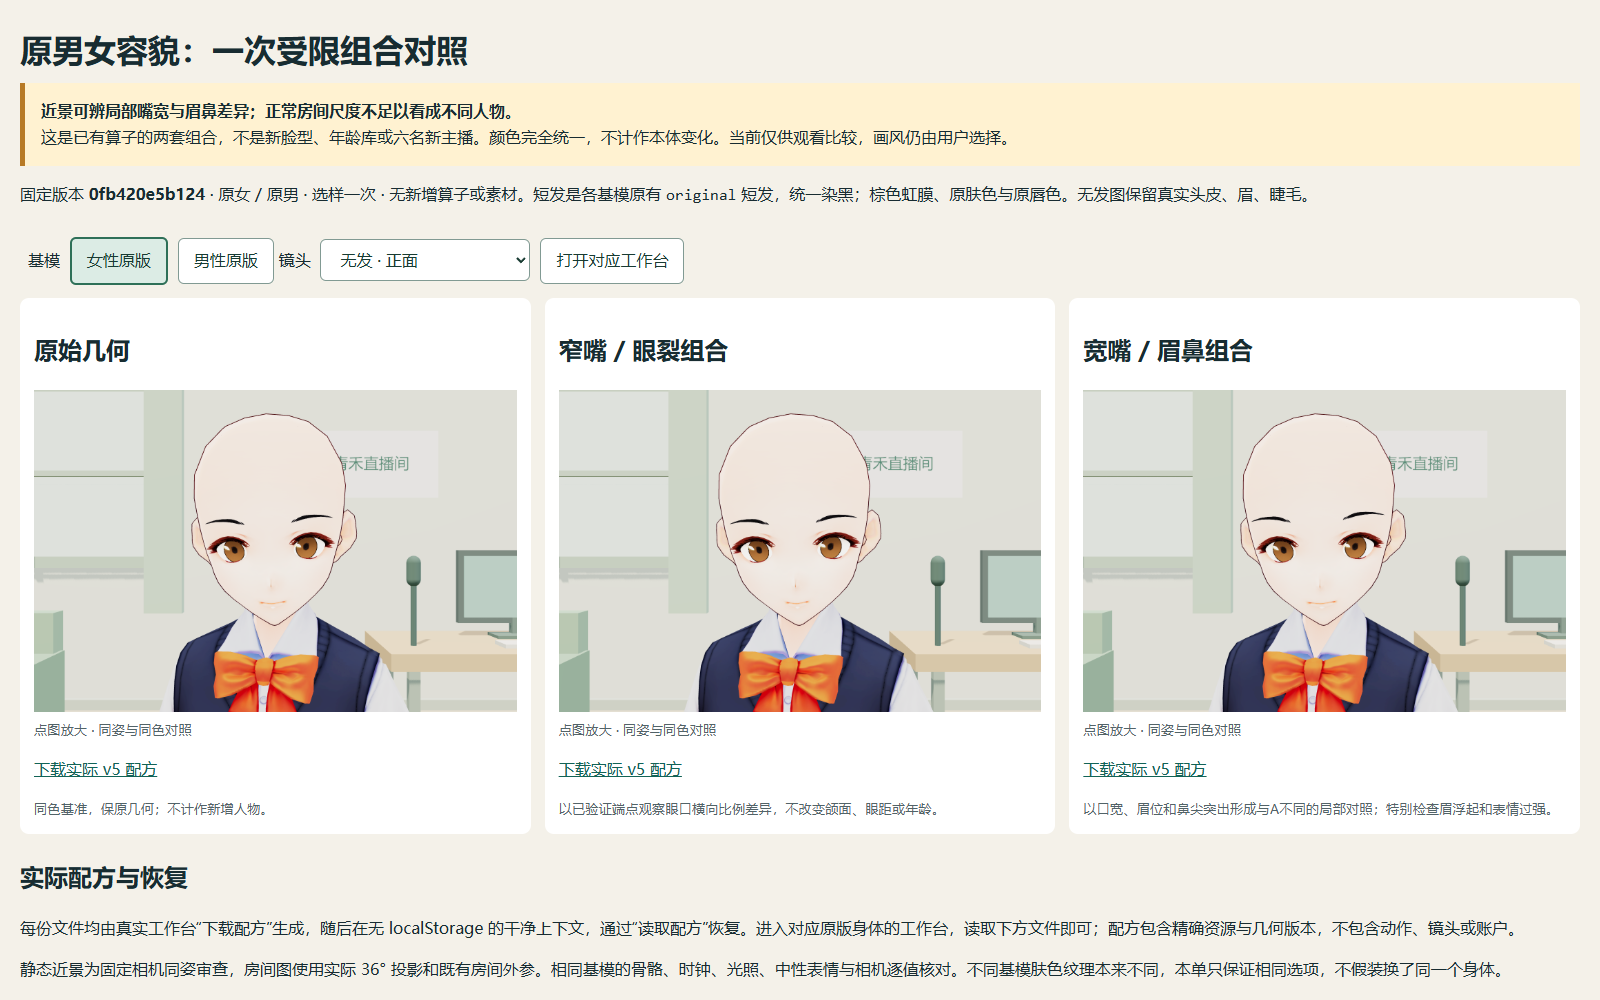 原男女容貌：一次受限组合对照
近景可辨局部嘴宽与眉鼻差异；正常房间尺度不足以看成不同人物。
这是已有算子的两套组合，不是新脸型、年龄库或六名新主播。颜色完全统一，不计作本体变化。当前仅供观看比较，画风仍由用户选择。
固定版本 0fb420e5b124 · 原女 / 原男 · 选样一次 · 无新增算子或素材。短发是各基模原有 original 短发，统一染黑；棕色虹膜、原肤色与原唇色。无发图保留真实头皮、眉、睫毛。
基模 女性原版 男性原版 镜头 无发 · 正面 打开对应工作台
原始几何
禾直播间
点图放大 · 同姿与同色对照
下载实际 v5 配方
同色基准，保原几何；不计作新增人物。
窄嘴 / 眼裂组合
禾直播间
点图放大 · 同姿与同色对照
下载实际 v5 配方
以已验证端点观察眼口横向比例差异，不改变颌面、眼距或年龄。
宽嘴 / 眉鼻组合
禾直播间
点图放大 · 同姿与同色对照
下载实际 v5 配方
以口宽、眉位和鼻尖突出形成与A不同的局部对照；特别检查眉浮起和表情过强。
实际配方与恢复
每份文件均由真实工作台“下载配方”生成，随后在无 localStorage 的干净上下文，通过“读取配方”恢复。进入对应原版身体的工作台，读取下方文件即可；配方包含精确资源与几何版本，不包含动作、镜头或账户。
静态近景为固定相机同姿审查，房间图使用实际 36° 投影和既有房间外参。相同基模的骨骼、时钟、光照、中性表情与相机逐值核对。不同基模肤色纹理本来不同，本单只保证相同选项，不假装换了同一个身体。